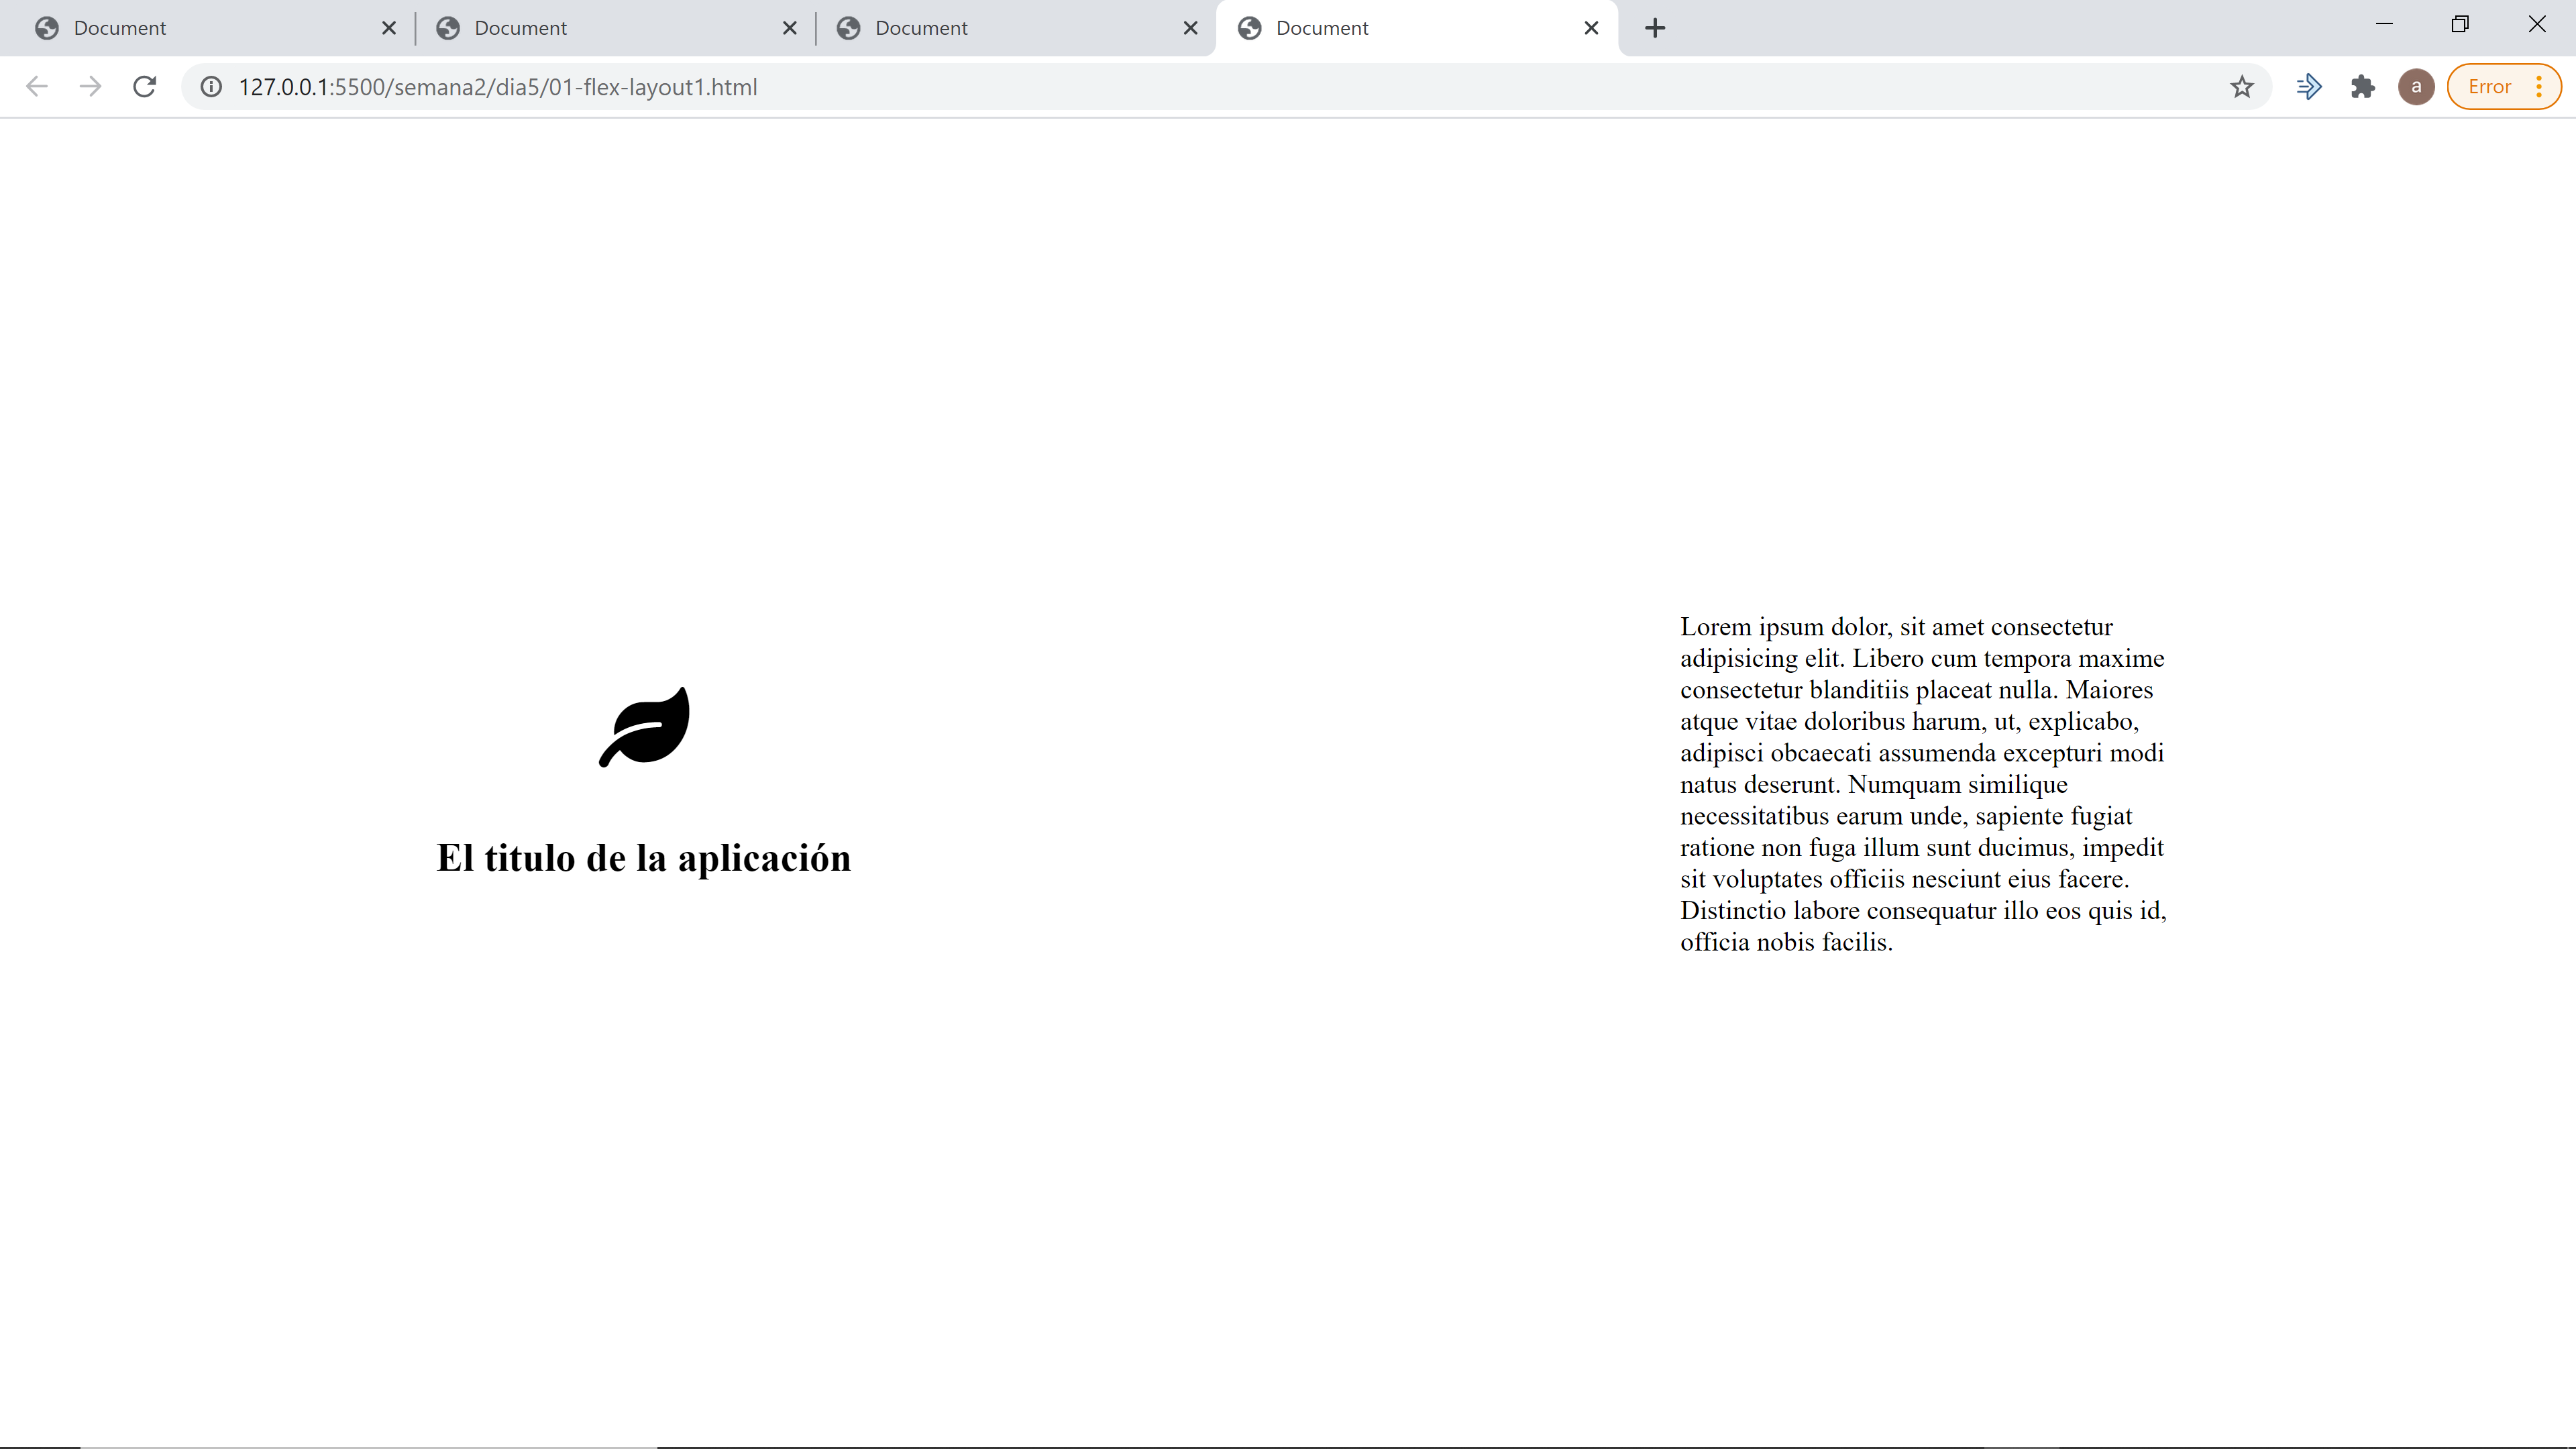 Document
Document
Document
Document
127.0.0.1:5500/semana2/dia5/01-flex-layout1.html
a
Error
El titulo de la aplicación
Lorem ipsum dolor, sit amet consectetur
adipisicing elit. Libero cum tempora maxime
consectetur blanditiis placeat nulla. Maiores
atque vitae doloribus harum, ut, explicabo,
adipisci obcaecati assumenda excepturi modi
natus deserunt. Numquam similique
necessitatibus earum unde, sapiente fugiat
ratione non fuga illum sunt ducimus, impedit
sit voluptates officiis nesciunt eius facere.
Distinctio labore consequatur illo eos quis id,
officia nobis facilis.